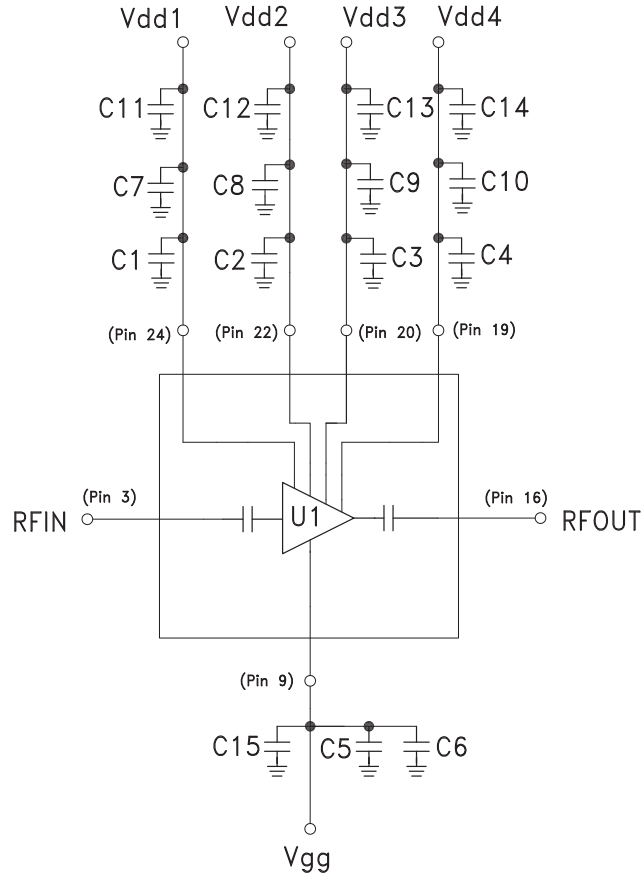 Vdd1 Vdd2 Vdd3 Vdd4
C11 C12 C13 C14
C7 C8 C9 C10
C1 C2 C3 C4
(Pin 24) (Pin 22) (Pin 20) (Pin 19)
(Pin 3) (Pin 16)
RFIN U1 RFOUT
(Pin 9)
C15 C5 C6
Vgg